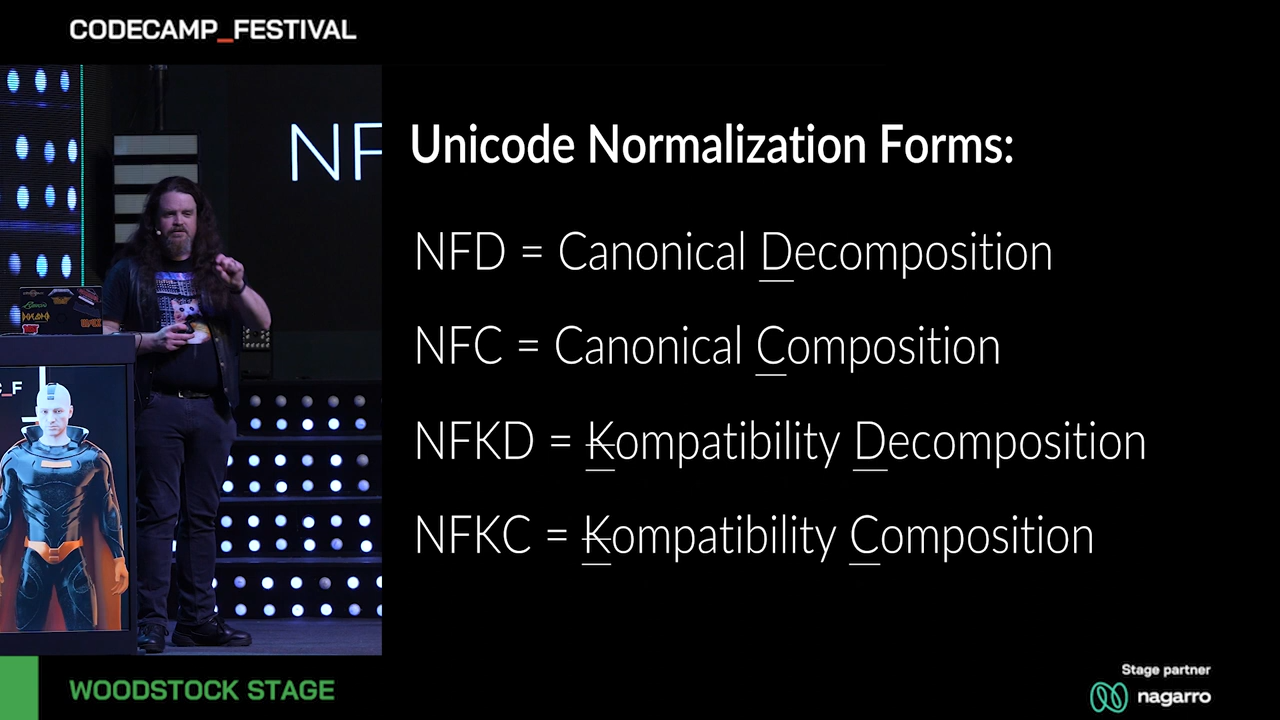 CODECAMP_FESTIVAL
NF
Unicode Normalization Forms:
NFD = Canonical Decomposition
NFC = Canonical Composition
NFKD = Kompatibility Decomposition
NFKC = Kompatibility Composition
C_F
WOODSTOCK STAGE
Stage partner
nagarro